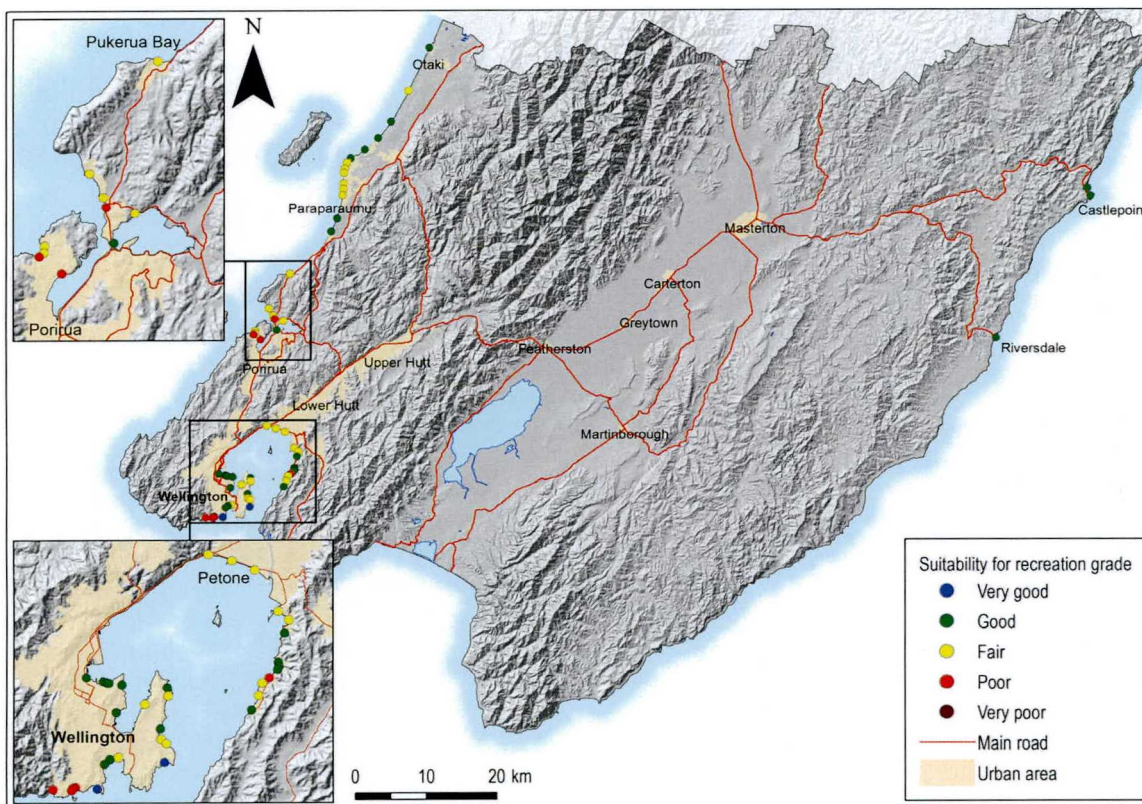 Pukerua Bay
Porirua
N
Otaki
Paraparaumu
Masterton
Castlepoint
Carterton
Greytown
Riversdale
Featherston
Upper Hutt
Porirua
Lower Hutt
Martinborough
Wellington
Petone
Wellington
0 10 20 km
Suitability for recreation grade
Very good
Good
Fair
Poor
Very poor
Main road
Urban area